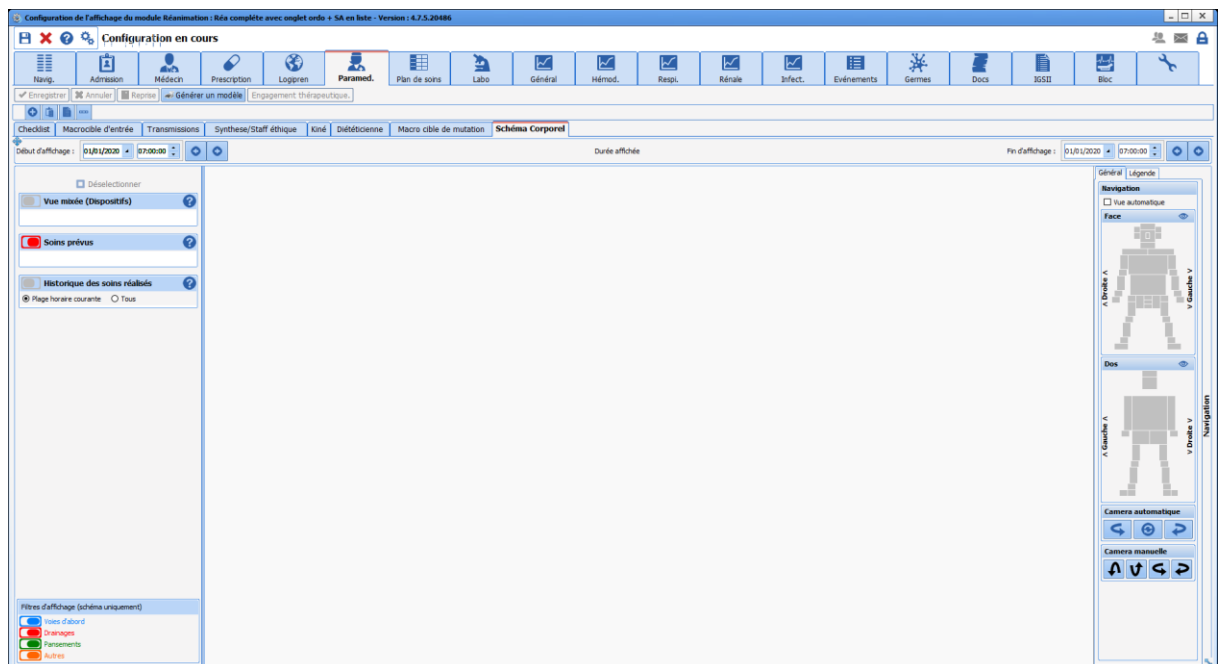 Configuration de l'affichage du module Réanimation : Réa complète avec onglet ordo + SA en liste - Version : 4.7.5.20486
Configuration en cours
Navig. Admission Médecin Prescription Logipren Paramed. Plan de soins Labo Général Hémod. Respi. Rénale Infect. Evénements Germes Docs IGSII Bloc
Enregistrer Annuler Reprise Générer un modèle Engagement thérapeutique.
Checklist Macrocible d'entrée Transmissions Synthese/Staff éthique Kiné Diététicienne Macro cible de mutation Schéma Corporel
Début d'affichage : 01/01/2020 07:00:00 Durée affichée Fin d'affichage : 01/01/2020 07:00:00
Déselectionner
Vue mixée (Dispositifs)
Soins prévus
Historique des soins réalisés
Plage horaire courante Tous
Filtres d'affichage (schéma uniquement)
Voies d'abord
Drainages
Pansements
Autres
Général Légende
Navigation
Vue automatique
Face
< Droite <
> Gauche >
Dos
< Gauche <
> Droite >
Camera automatique
Camera manuelle
Navigation